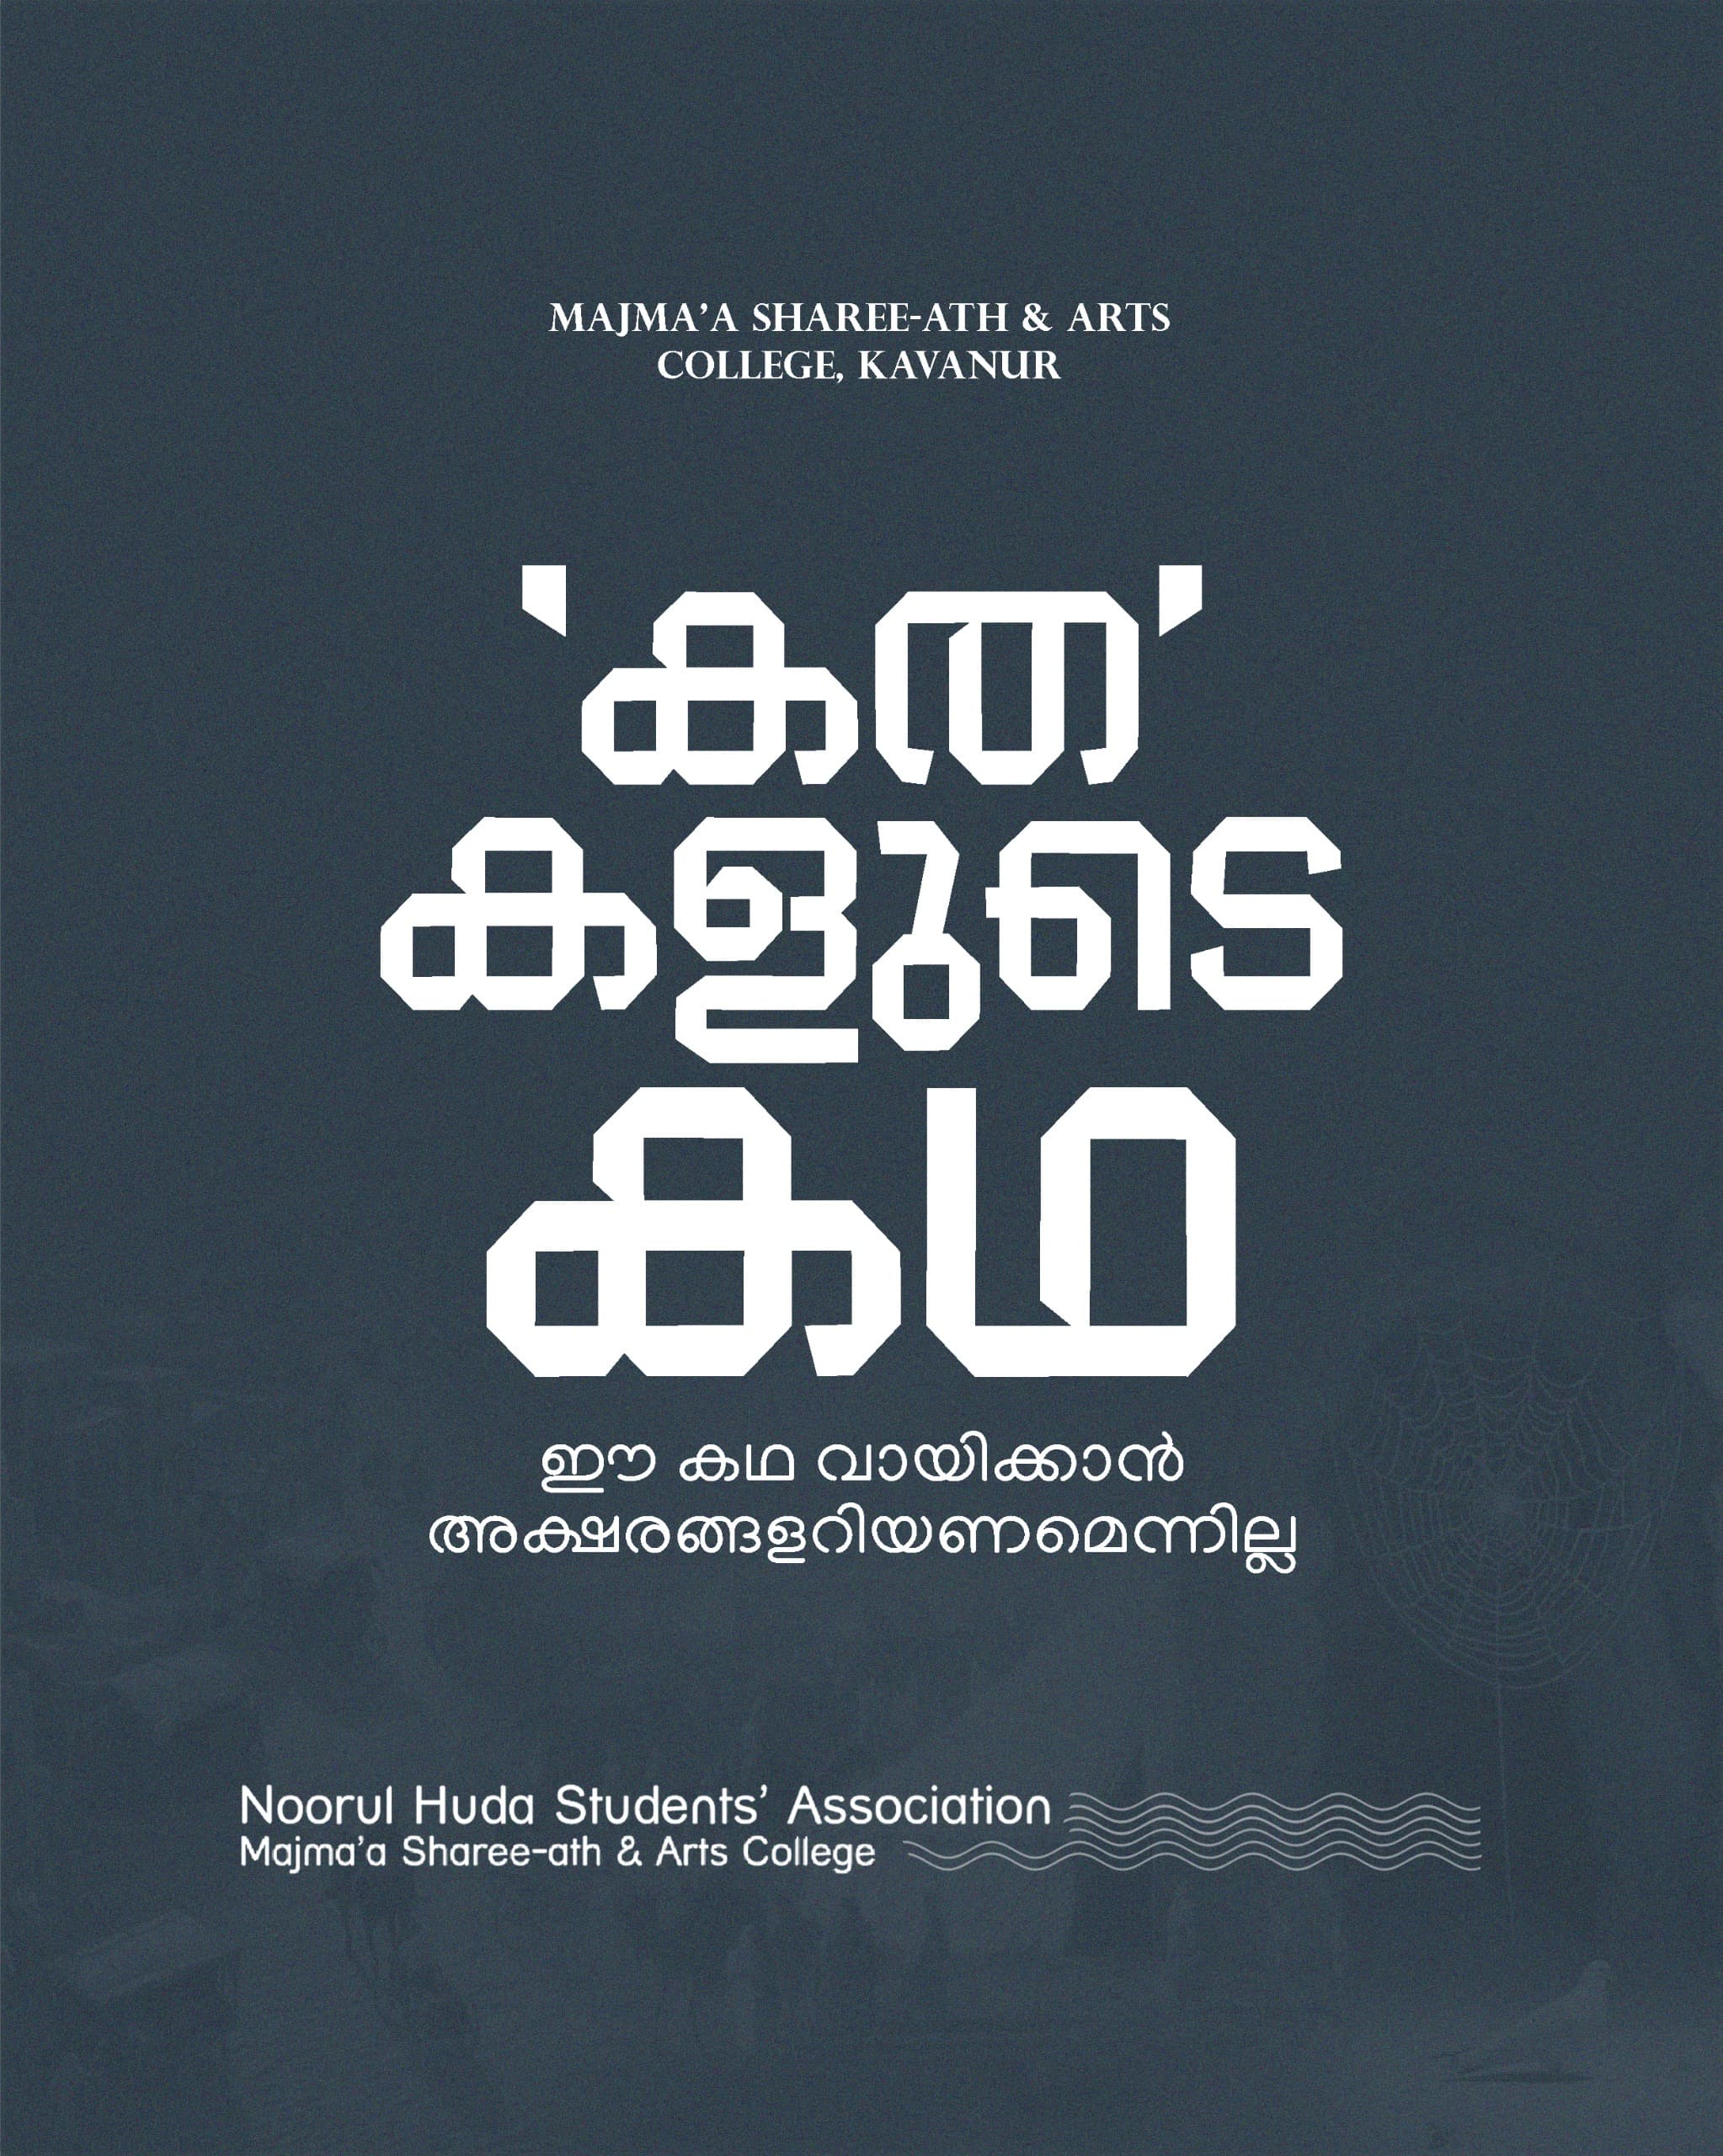 MAJMA'A SHAREE-ATH & ARTS
COLLEGE, KAVANUR
'കത'
കളുടെ
കഥ
ഈ കഥ വായിക്കാൻ
അക്ഷരങ്ങളറിയണമെന്നില്ല
Noorul Huda Students' Association
Majma'a Sharee-ath & Arts College